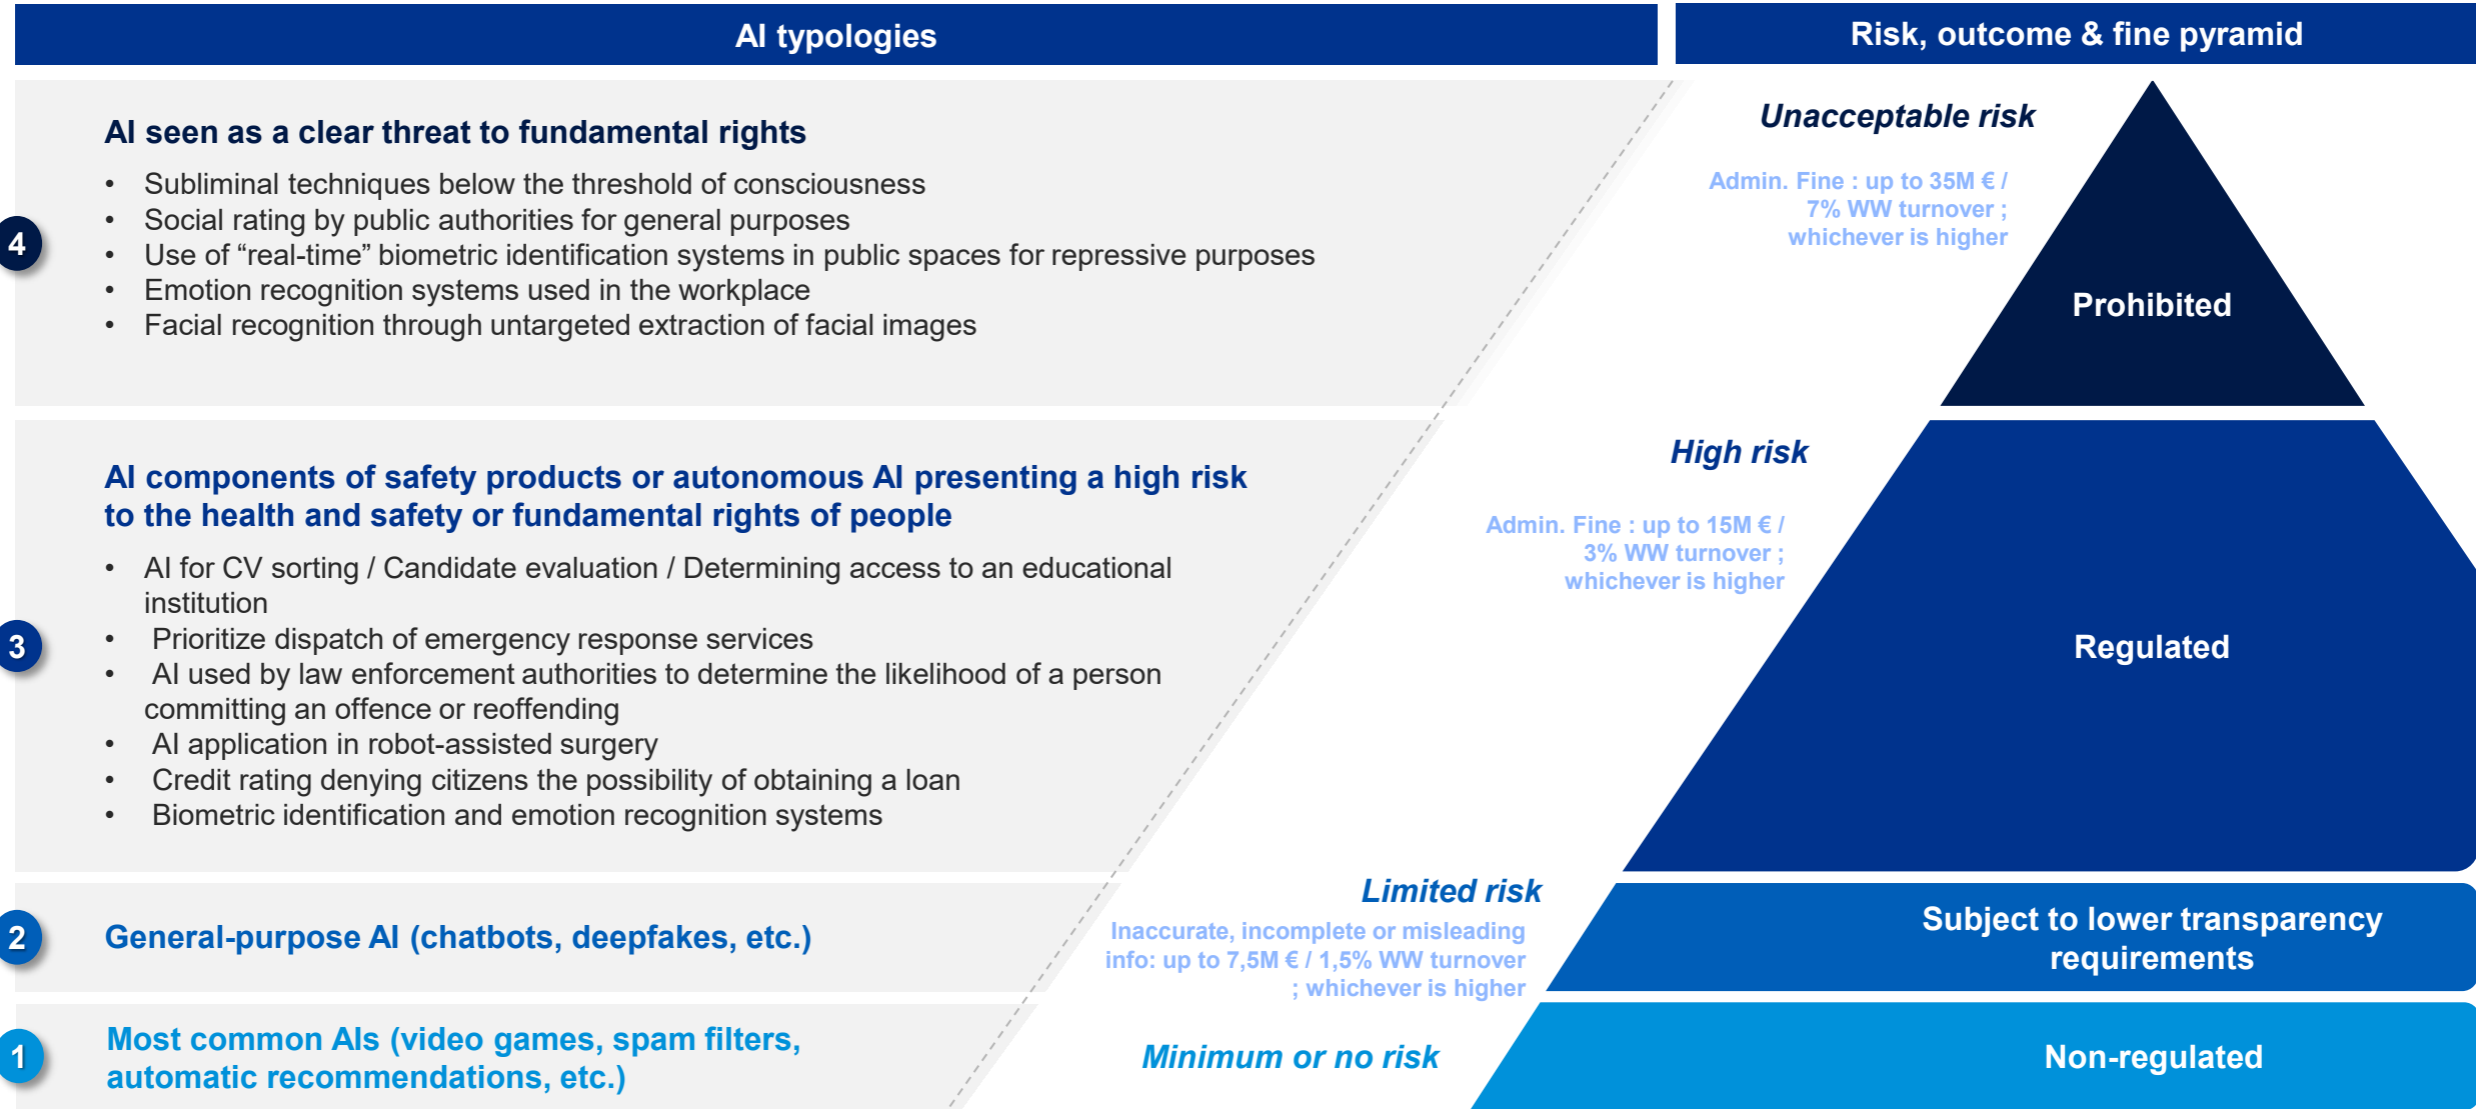 AI typologies
Risk, outcome & fine pyramid
4
AI seen as a clear threat to fundamental rights
• Subliminal techniques below the threshold of consciousness
• Social rating by public authorities for general purposes
• Use of “real-time” biometric identification systems in public spaces for repressive purposes
• Emotion recognition systems used in the workplace
• Facial recognition through untargeted extraction of facial images
Unacceptable risk
Admin. Fine : up to 35M € /
7% WW turnover ;
whichever is higher
Prohibited
3
AI components of safety products or autonomous AI presenting a high risk
to the health and safety or fundamental rights of people
• AI for CV sorting / Candidate evaluation / Determining access to an educational
institution
• Prioritize dispatch of emergency response services
• AI used by law enforcement authorities to determine the likelihood of a person
committing an offence or reoffending
• AI application in robot-assisted surgery
• Credit rating denying citizens the possibility of obtaining a loan
• Biometric identification and emotion recognition systems
High risk
Admin. Fine : up to 15M € /
3% WW turnover ;
whichever is higher
Regulated
2
General-purpose AI (chatbots, deepfakes, etc.)
Limited risk
Inaccurate, incomplete or misleading
info: up to 7,5M € / 1,5% WW turnover
; whichever is higher
Subject to lower transparency
requirements
1
Most common AIs (video games, spam filters,
automatic recommendations, etc.)
Minimum or no risk
Non-regulated